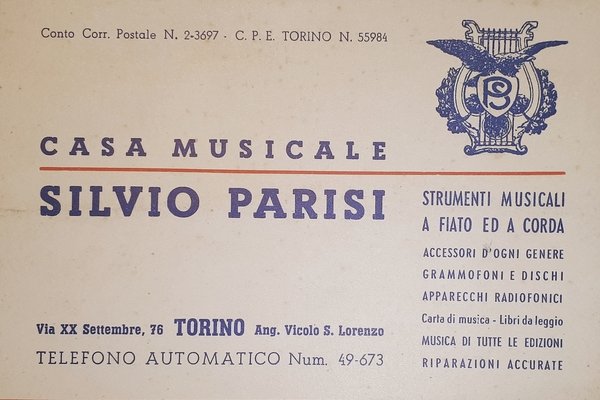 Conto Corr. Postale N. 2-3697 - C. P. E. TORINO N. 55984
SP
CASA MUSICALE
SILVIO PARISI
STRUMENTI MUSICALI
A FIATO ED A CORDA
ACCESSORI D'OGNI GENERE
GRAMMOFONI E DISCHI
APPARECCHI RADIOFONICI
Carta di musica - Libri da leggio
MUSICA DI TUTTE LE EDIZIONI
RIPARAZIONI ACCURATE
Via XX Settembre, 76 TORINO Ang. Vicolo S. Lorenzo
TELEFONO AUTOMATICO Num. 49-673